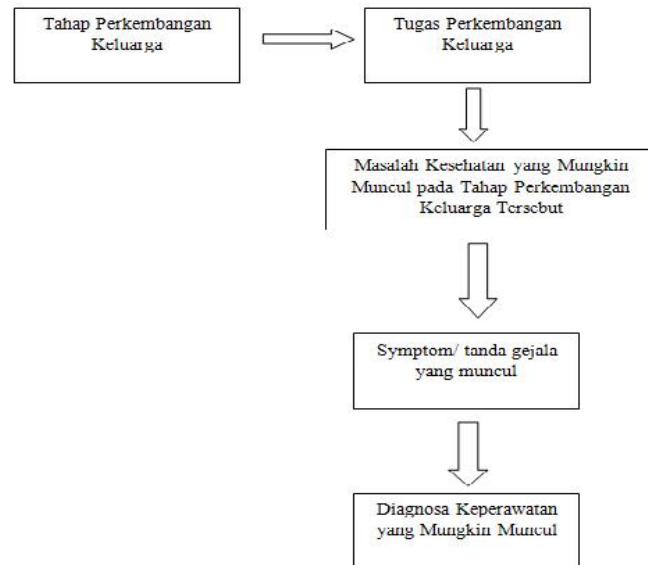 Tahap Perkembangan
Keluarga
Tugas Perkembangan
Keluarga
Masalah Kesehatan yang Mungkin
Muncul pada Tahap Perkembangan
Keluarga Tersebut
Symptom/ tanda gejala
yang muncul
Diagnosa Keperawatan
yang Mungkin Muncul